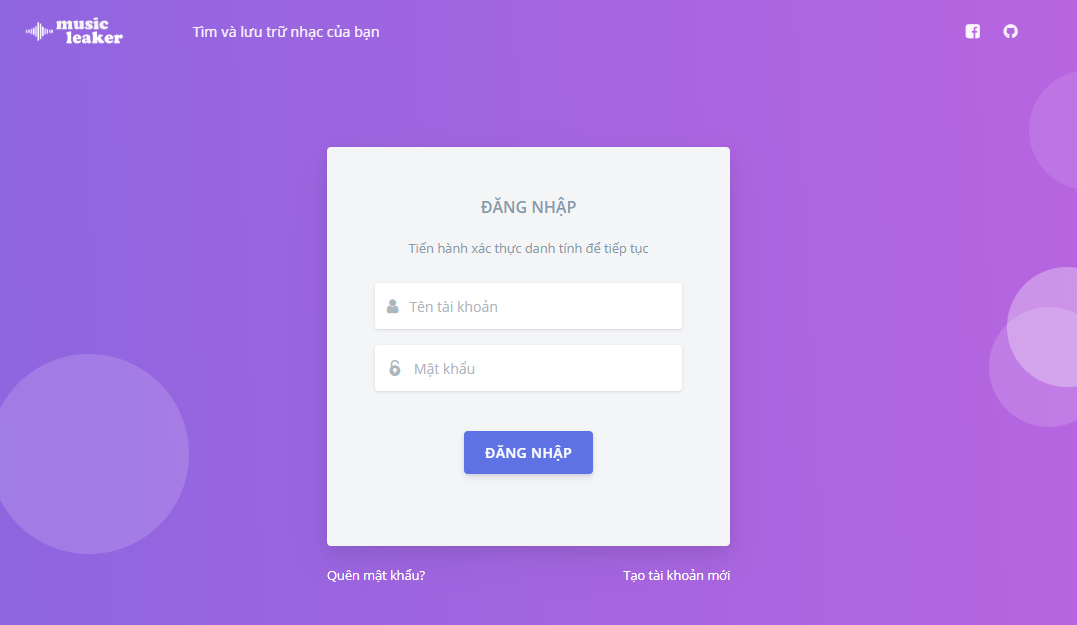 music
leaker
Tìm và lưu trữ nhạc của bạn
ĐĂNG NHẬP
Tiến hành xác thực danh tính để tiếp tục
Tên tài khoản
Mật khẩu
ĐĂNG NHẬP
Quên mật khẩu?
Tạo tài khoản mới